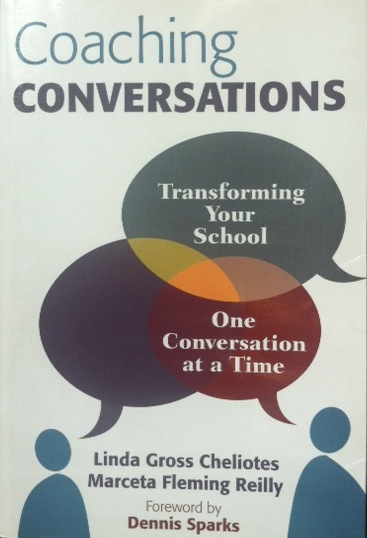 Coaching
CONVERSATIONS
Transforming
Your
School
One
Conversation
at a Time
Linda Gross Cheliotes
Marceta Fleming Reilly
Foreword by
Dennis Sparks